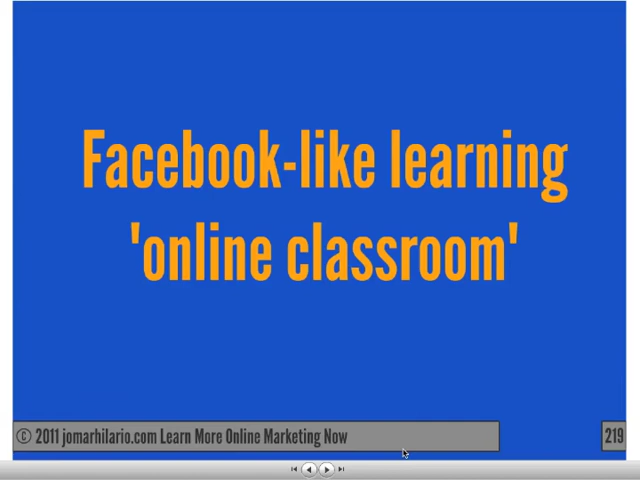 Facebook-like learning
'online classroom'
© 2011 jomarhilario.com Learn More Online Marketing Now
219